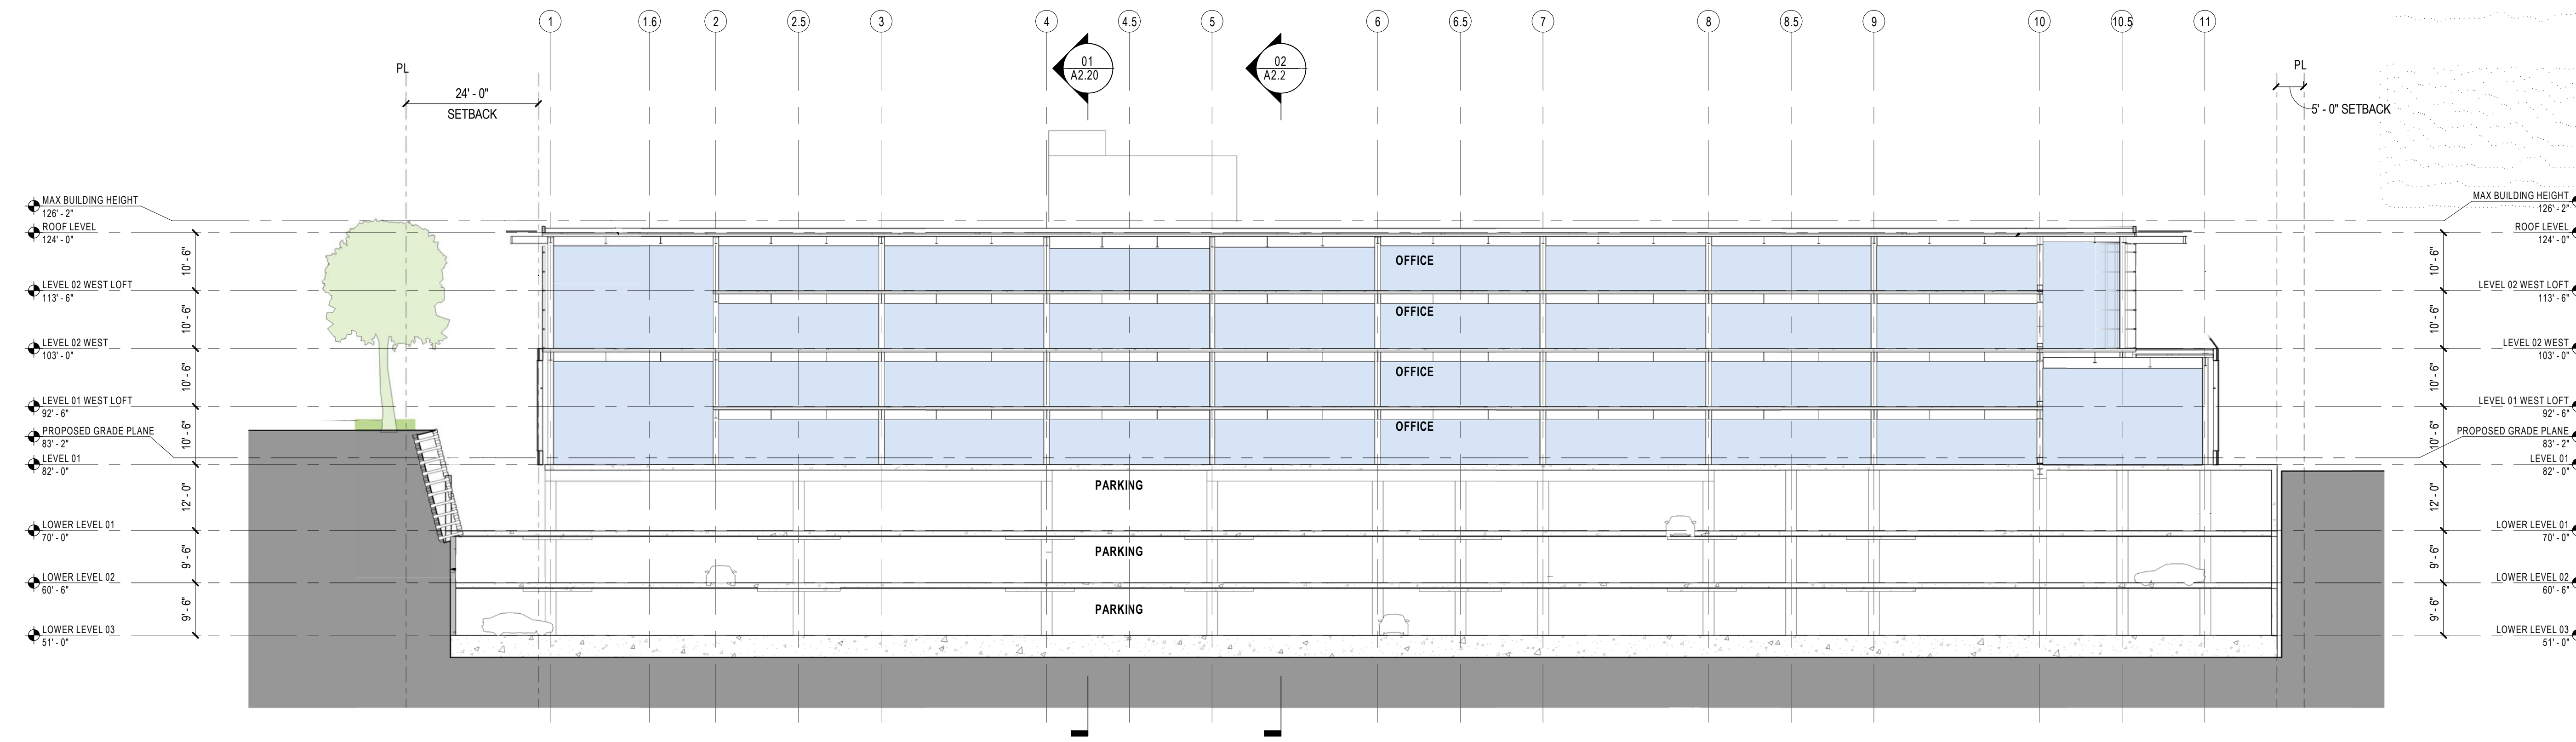 1
1.6
2
2.5
3
4
4.5
5
6
6.5
7
8
8.5
9
10
10.5
11
01
A2.20
02
A2.2
PL
24' - 0"
SETBACK
PL
5' - 0" SETBACK
MAX BUILDING HEIGHT
126' - 2"
ROOF LEVEL
124' - 0"
10' - 6"
LEVEL 02 WEST LOFT
113' - 6"
10' - 6"
LEVEL 02 WEST
103' - 0"
10' - 6"
LEVEL 01 WEST LOFT
92' - 6"
10' - 6"
PROPOSED GRADE PLANE
83' - 2"
LEVEL 01
82' - 0"
12' - 0"
LOWER LEVEL 01
70' - 0"
9' - 6"
LOWER LEVEL 02
60' - 6"
9' - 6"
LOWER LEVEL 03
51' - 0"
OFFICE
OFFICE
OFFICE
OFFICE
PARKING
PARKING
PARKING
MAX BUILDING HEIGHT
126' - 2"
ROOF LEVEL
124' - 0"
10' - 6"
LEVEL 02 WEST LOFT
113' - 6"
10' - 6"
LEVEL 02 WEST
103' - 0"
10' - 6"
LEVEL 01 WEST LOFT
92' - 6"
10' - 6"
PROPOSED GRADE PLANE
83' - 2"
LEVEL 01
82' - 0"
12' - 0"
LOWER LEVEL 01
70' - 0"
9' - 6"
LOWER LEVEL 02
60' - 6"
9' - 6"
LOWER LEVEL 03
51' - 0"